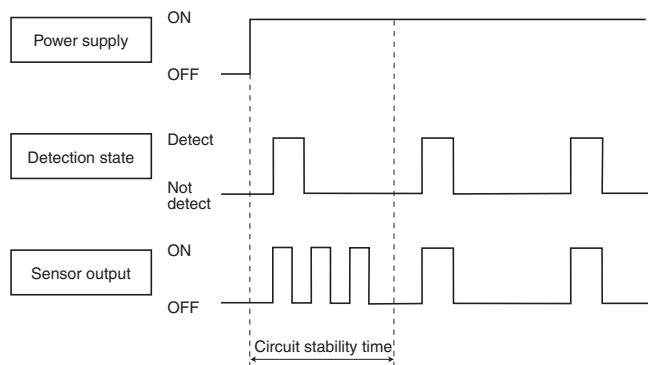 Power supply
ON
OFF
Detection state
Detect
Not
detect
Sensor output
ON
OFF
Circuit stability time